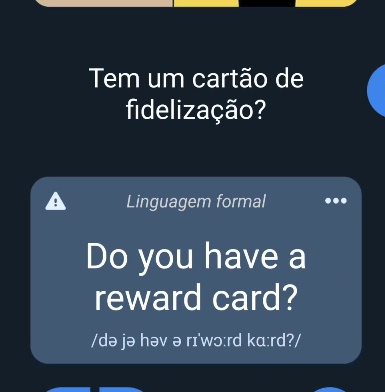 Tem um cartão de
fidelização?
Linguagem formal
Do you have a
reward card?
/də jə həv ə rɪˈwɔːrd kɑːrd?/